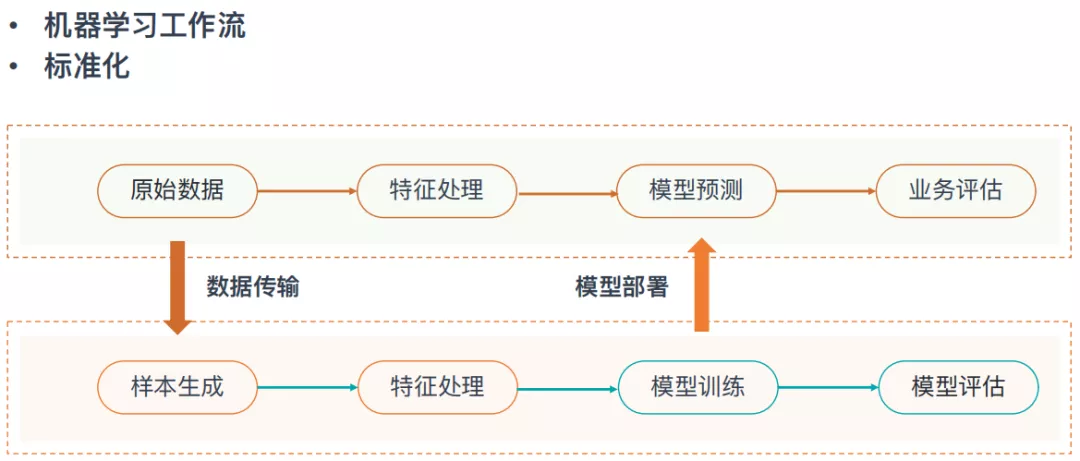 • 机器学习工作流
• 标准化
原始数据
特征处理
模型预测
业务评估
数据传输
模型部署
样本生成
特征处理
模型训练
模型评估